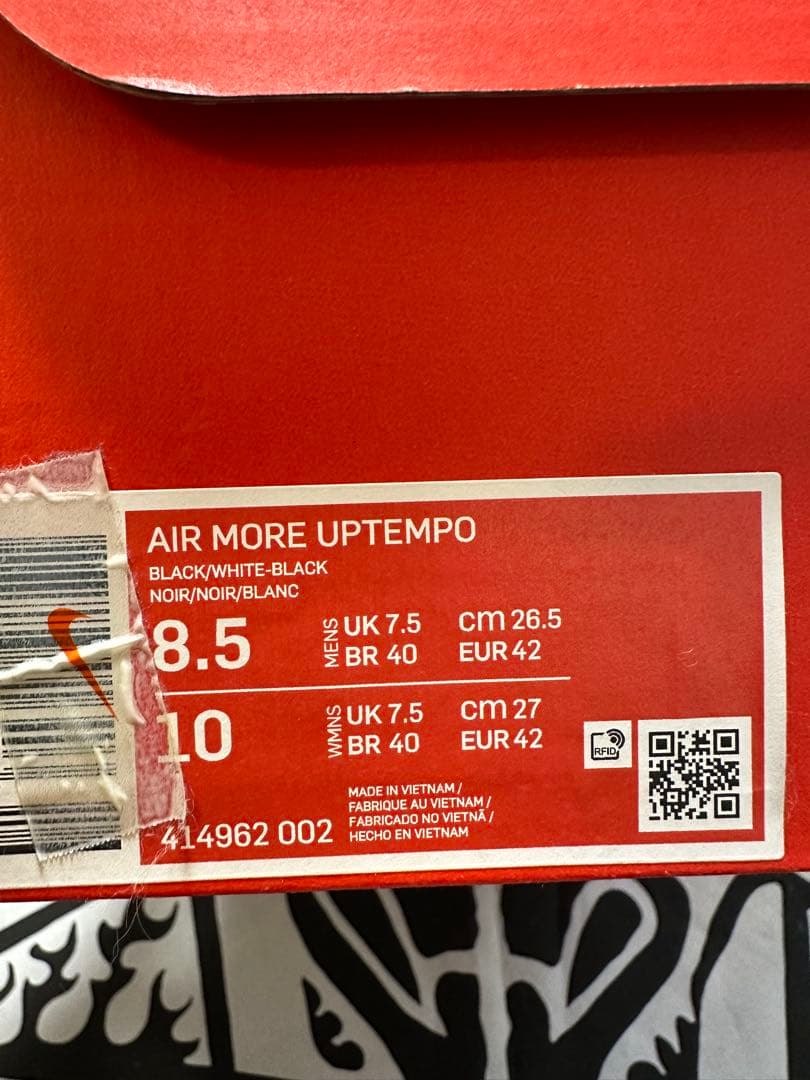 AIR MORE UPTEMPO
BLACK/WHITE-BLACK
NOIR/NOIR/BLANC
8.5 MENS UK 7.5 cm 26.5
BR 40 EUR 42
10 WMNS UK 7.5 cm 27
BR 40 EUR 42
RFID
MADE IN VIETNAM /
FABRIQUE AU VIETNAM /
FABRICADO NO VIETNÃ /
HECHO EN VIETNAM
414962 002